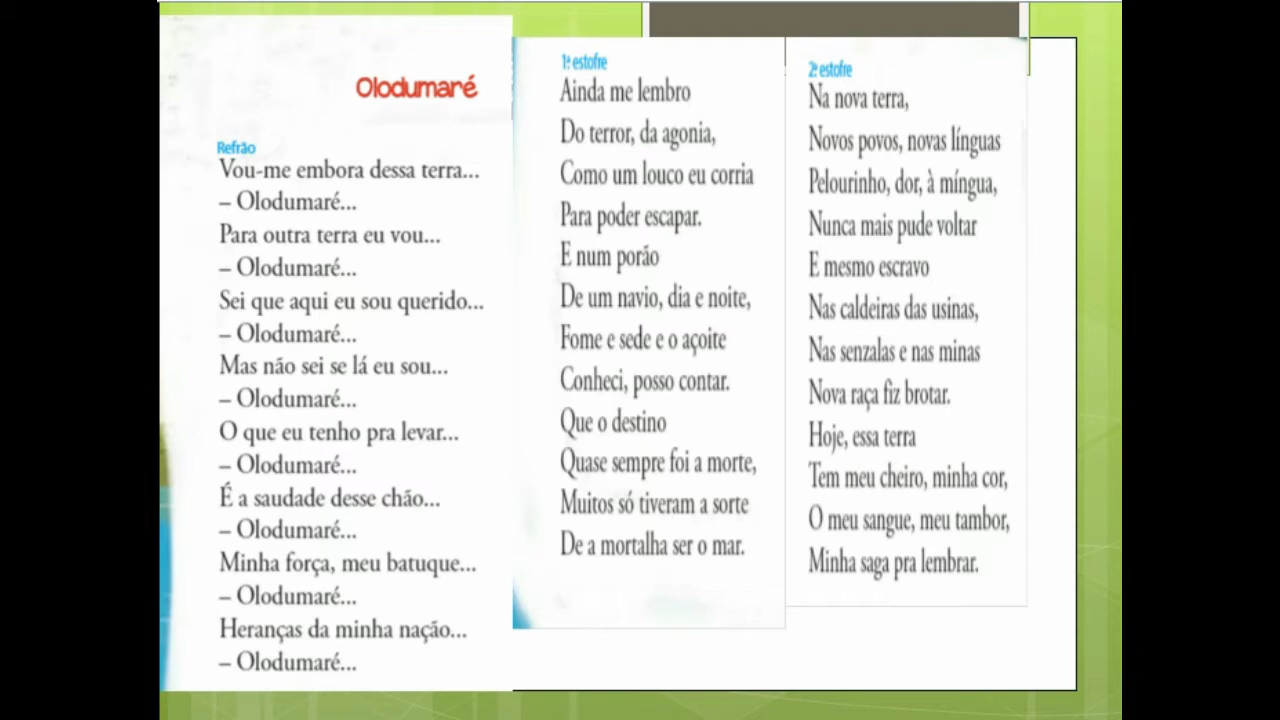 Olodumaré
Refrão
Vou-me embora dessa terra...
– Olodumaré...
Para outra terra eu vou...
– Olodumaré...
Sei que aqui eu sou querido...
– Olodumaré...
Mas não sei se lá eu sou...
– Olodumaré...
O que eu tenho pra levar...
– Olodumaré...
É a saudade desse chão...
– Olodumaré...
Minha força, meu batuque...
– Olodumaré...
Heranças da minha nação...
– Olodumaré...
1ª estofre
Ainda me lembro
Do terror, da agonia,
Como um louco eu corria
Para poder escapar.
E num porão
De um navio, dia e noite,
Fome e sede e o açoite
Conheci, posso contar.
Que o destino
Quase sempre foi a morte,
Muitos só tiveram a sorte
De a mortalha ser o mar.
2ª estofre
Na nova terra,
Novos povos, novas línguas
Pelourinho, dor, à míngua,
Nunca mais pude voltar
E mesmo escravo
Nas caldeiras das usinas,
Nas senzalas e nas minas
Nova raça fiz brotar.
Hoje, essa terra
Tem meu cheiro, minha cor,
O meu sangue, meu tambor,
Minha saga pra lembrar.